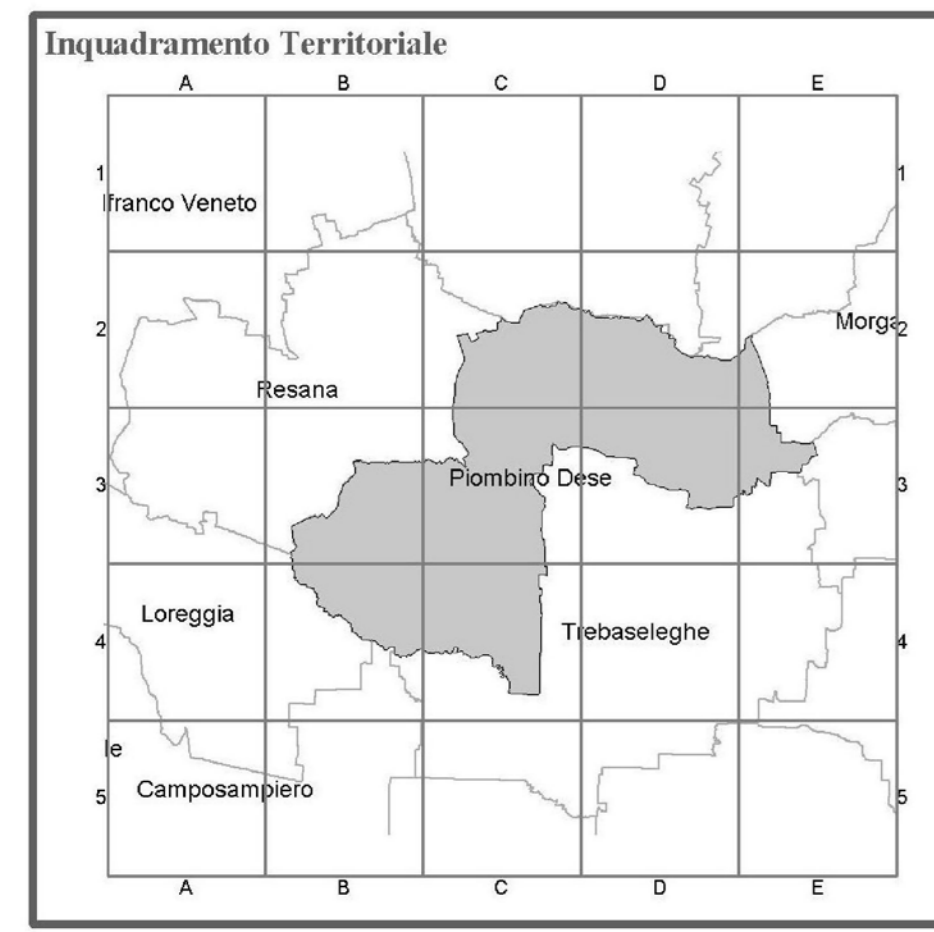 Inquadramento Territoriale
A B C D E
1 1
lfranco Veneto
2 Morga 2
Resana
3 Piombino Dese 3
Loreggia
4 Trebaseleghe 4
le
Camposampiero
5 5
A B C D E